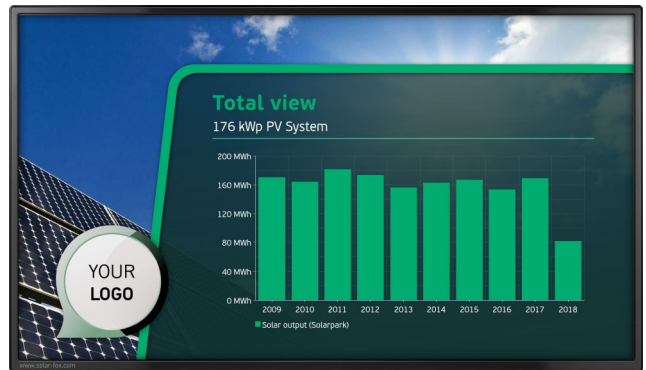 Total view
176 kWp PV System
200 MWh
160 MWh
120 MWh
80 MWh
40 MWh
0 MWh
2009 2010 2011 2012 2013 2014 2015 2016 2017 2018
Solar output (Solarpark)
YOUR
LOGO
www.solar-fox.com